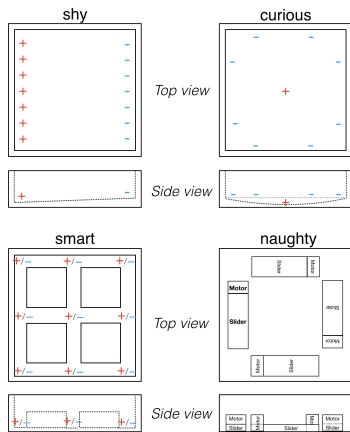 shy curious
+ - - -
+ - - -
+ -
+ - Top view +
+ -
+ - - -
+ - - -
+ - Side view - - - -
+
smart naughty
+/- +/- +/- Slider Motor
Motor
Slider Slider
+/- +/- +/- Top view
Motor
+/- +/- +/- Motor Slider
Side view
+/- +/- +/- Motor Motor Motor Motor
Slider Slider Slider Slider